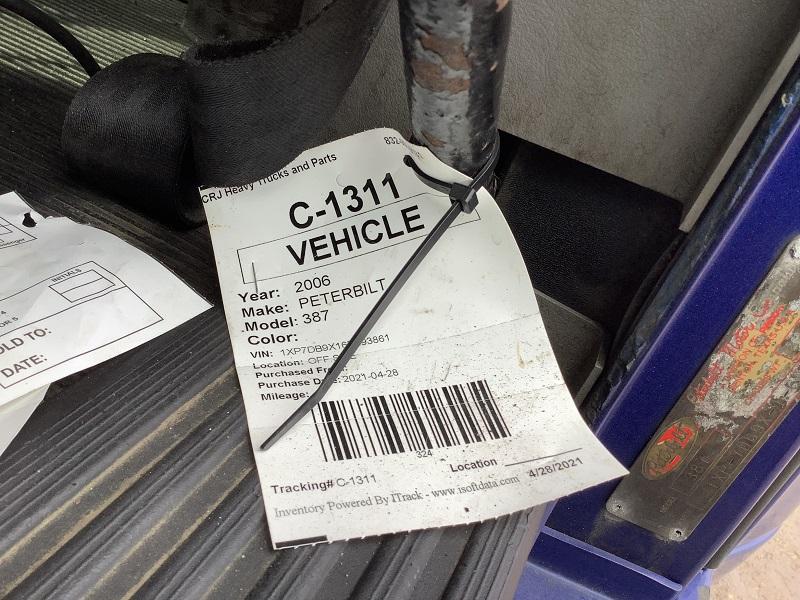 CRJ Heavy Trucks and Parts
C-1311
VEHICLE
Year: 2006
Make: PETERBILT
Model: 387
Color:
VIN:
Location: OFF
Purchased
Purchase 2021-04-28
Mileage:
324
Tracking# C-1311
Location
4/28/2021
Inventory Powered By ITrack - www.isoftdata.com
INITIALS
OLD TO:
DATE: